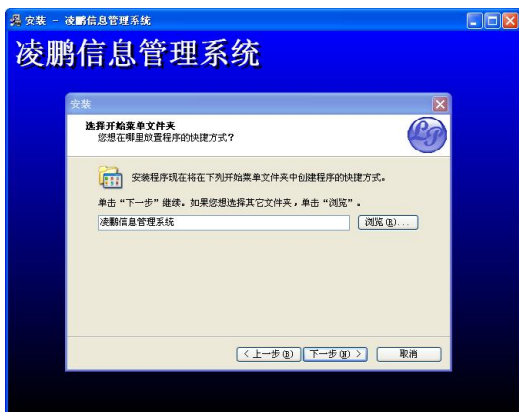 安装 - 凌鹏信息管理系统
凌鹏信息管理系统
安装
选择开始菜单文件夹
您想在哪里放置程序的快捷方式?
LP
安装程序现在将在下列开始菜单文件夹中创建程序的快捷方式。
单击“下一步”继续。如果您想选择其它文件夹，单击“浏览”。
凌鹏信息管理系统
浏览(R)...
< 上一步(B)
下一步(N) >
取消